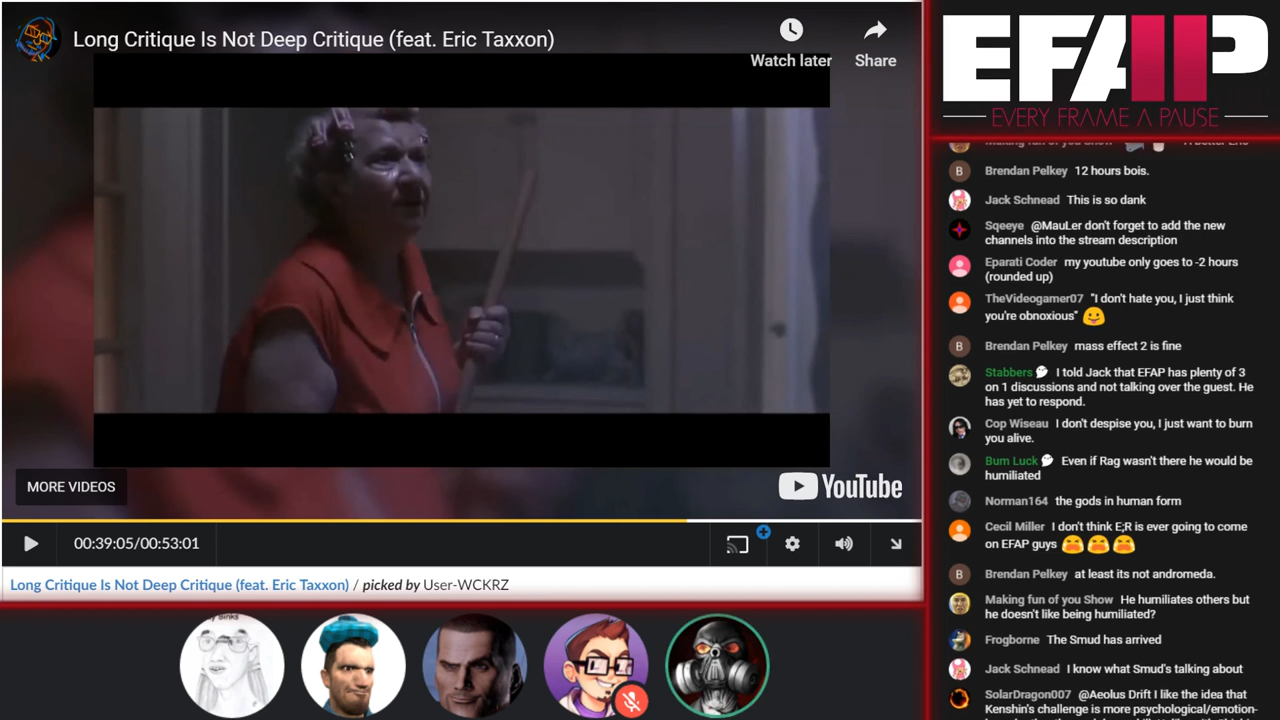 Long Critique Is Not Deep Critique (feat. Eric Taxxon)
Watch later
Share
MORE VIDEOS
YouTube
00:39:05/00:53:01
Long Critique Is Not Deep Critique (feat. Eric Taxxon) / picked by User-WCKRZ
EFAP
EVERY FRAME A PAUSE
B Brendan Pelkey 12 hours bois.
Jack Schnead This is so dank
Sqeeye @MauLer don't forget to add the new
channels into the stream description
Eparati Coder my youtube only goes to -2 hours
(rounded up)
TheVideogamer07 "I don't hate you, I just think
you're obnoxious"
B Brendan Pelkey mass effect 2 is fine
Stabbers I told Jack that EFAP has plenty of 3
on 1 discussions and not talking over the guest. He
has yet to respond.
Cop Wiseau I don't despise you, I just want to burn
you alive.
Bum Luck Even if Rag wasn't there he would be
humiliated
Norman164 the gods in human form
Cecil Miller I don't think E;R is ever going to come
on EFAP guys
B Brendan Pelkey at least its not andromeda.
Making fun of you Show He humiliates others but
he doesn't like being humiliated?
Frogborne The Smud has arrived
Jack Schnead I know what Smud's talking about
SolarDragon007 @Aeolus Drift I like the idea that
Kenshin's challenge is more psychological/emotion-